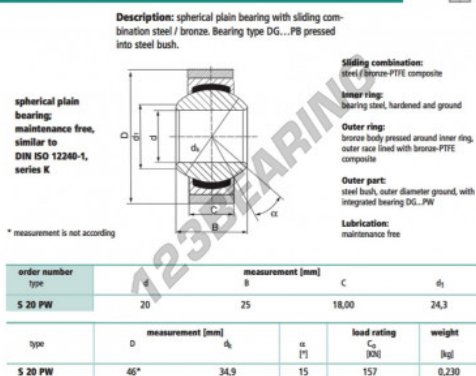 Description: spherical plain bearing with sliding com-
bination steel / bronze. Bearing type DG...PB pressed
into steel bush.
spherical plain
bearing;
maintenance free,
similar to
DIN ISO 12240-1,
series K
* measurement is not according
D
d1
d
dk
C
B
α
Sliding combination:
steel / bronze-PTFE composite
Inner ring:
bearing steel, hardened and ground
Outer ring:
bronze body pressed around inner ring,
outer race lined with bronze-PTFE
composite
Outer part:
steel bush, outer diameter ground, with
integrated bearing DG...PW
Lubrication:
maintenance free
123BEARING
order number measurement [mm]
type d B C d1
S 20 PW 20 25 18,00 24,3
measurement [mm] load rating weight
type D dk α C0
[°] [KN] [kg]
S 20 PW 46* 34,9 15 157 0,230